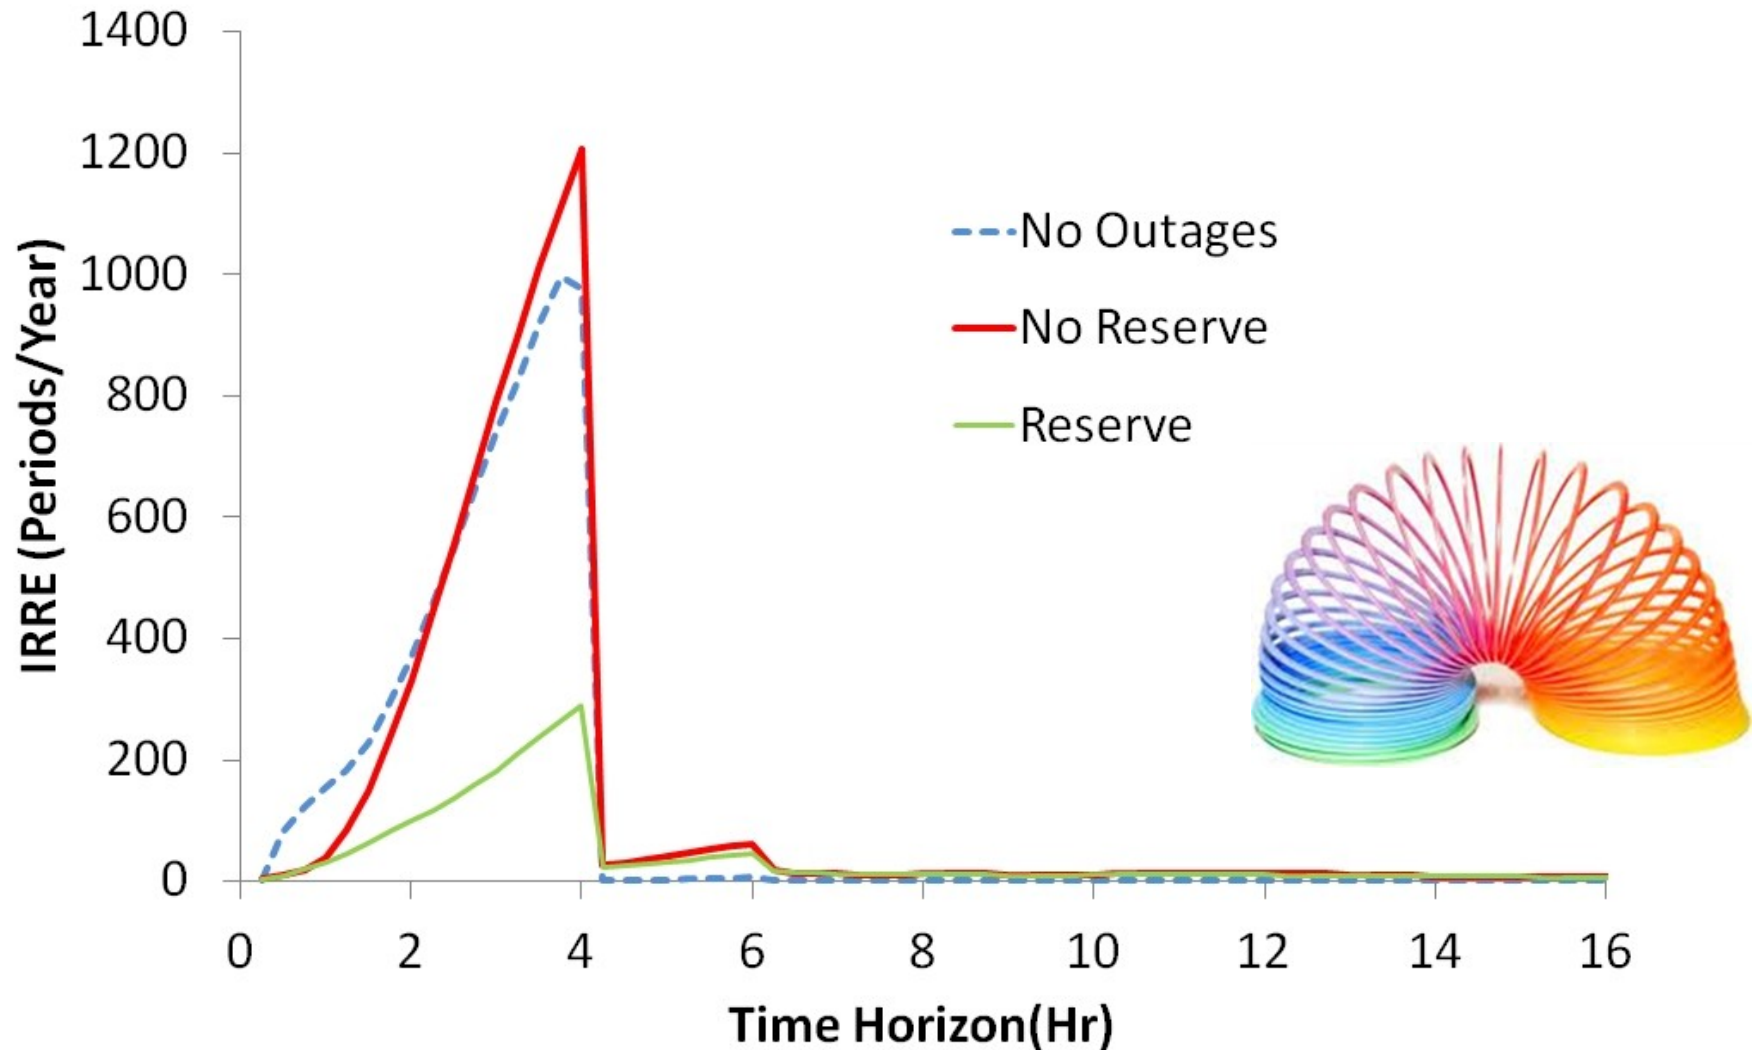 1400
1200
1000
800
600
400
200
0
IRRE (Periods/Year)
No Outages
No Reserve
Reserve
0 2 4 6 8 10 12 14 16
Time Horizon(Hr)